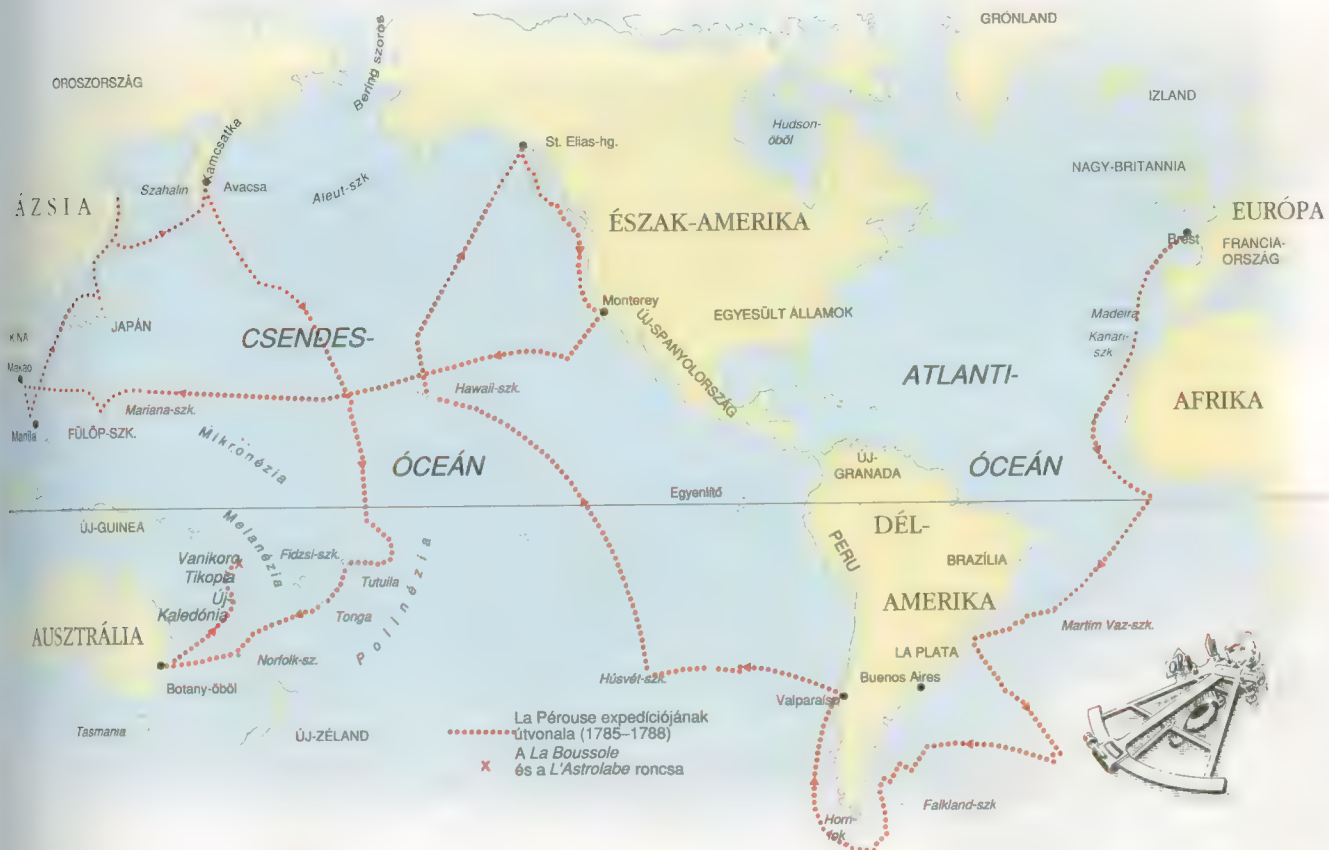 GRÓNLAND
OROSZORSZÁG
Bering szoros
IZLAND
Hudson-
öböl
St. Elias-hg.
Kamcsatka
NAGY-BRITANNIA
Szahalin
Avacsa
Aleut-szk
ÁZSIA
ÉSZAK-AMERIKA
EURÓPA
Brest
FRANCIA-
ORSZÁG
Monterey
EGYESÜLT ÁLLAMOK
Madeira
JAPÁN
CSENDES-
ÚJ-SPANYOLORSZÁG
Kanari-
szk
KÍNA
Makao
Hawaii-szk.
ATLANTI-
AFRIKA
Mariana-szk.
Manila
FÜLÖP-SZK.
Mikronézia
ÓCEÁN
ÚJ-
GRANADA
ÓCEÁN
Egyenlítő
ÚJ-GUINEA
Melanézia
DÉL-
PERU
BRAZÍLIA
Vanikoro
Tikopia
Fidzsi-szk.
Tutuila
Polinézia
Új-
Kaledónia
Tonga
AMERIKA
Martim Vaz-szk.
AUSZTRÁLIA
Norfolk-sz.
LA PLATA
Húsvét-szk.
Buenos Aires
Botany-öböl
Valparaiso
Tasmania
ÚJ-ZÉLAND
La Pérouse expedíciójának
útvonala (1785–1788)
A La Boussole
és a L'Astrolabe roncsa
Falkland-szk
Horn-
fok